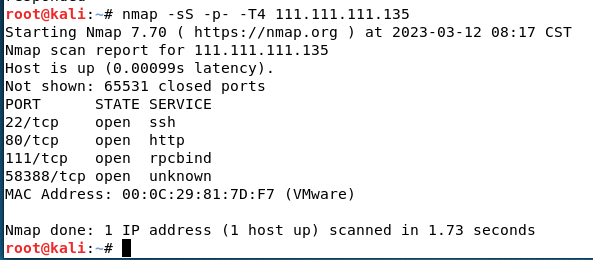 root@kali:~# nmap -sS -p- -T4 111.111.111.135
Starting Nmap 7.70 ( https://nmap.org ) at 2023-03-12 08:17 CST
Nmap scan report for 111.111.111.135
Host is up (0.00099s latency).
Not shown: 65531 closed ports
PORT      STATE SERVICE
22/tcp    open  ssh
80/tcp    open  http
111/tcp   open  rpcbind
58388/tcp open  unknown
MAC Address: 00:0C:29:81:7D:F7 (VMware)

Nmap done: 1 IP address (1 host up) scanned in 1.73 seconds
root@kali:~#